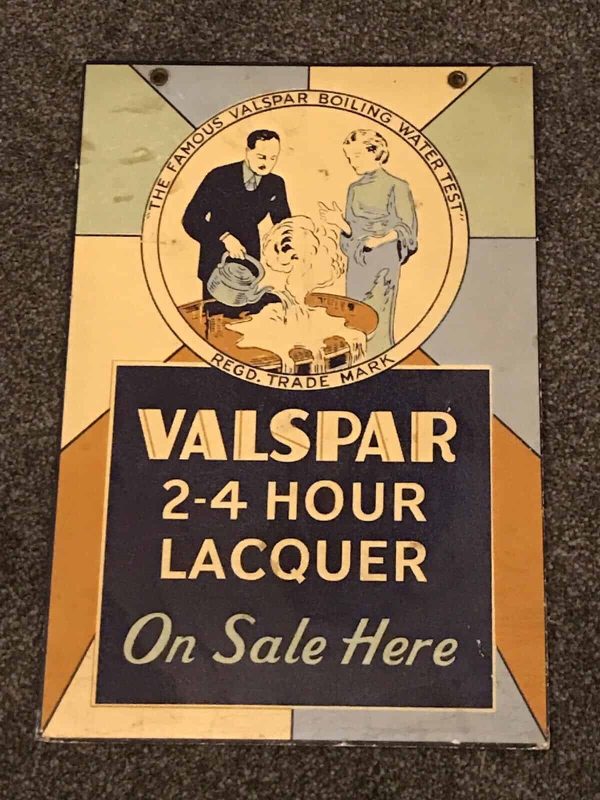 "THE FAMOUS VALSPAR BOILING WATER TEST"
REGD. TRADE MARK
VALSPAR
2-4 HOUR
LACQUER
On Sale Here